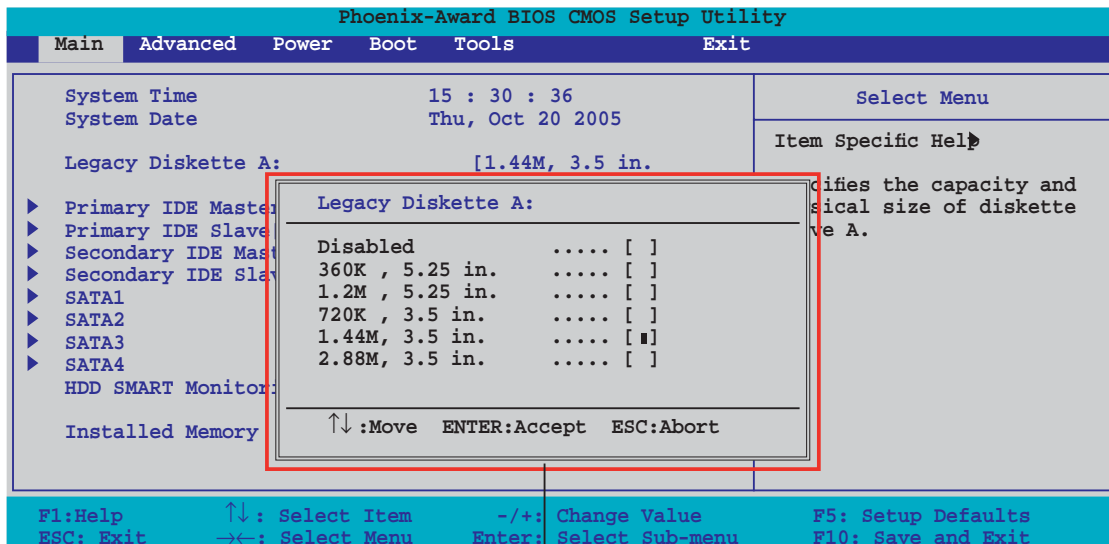 Phoenix-Award BIOS CMOS Setup Utility
Main Advanced Power Boot Tools Exit
System Time 15 : 30 : 36
System Date Thu, Oct 20 2005
Legacy Diskette A: [1.44M, 3.5 in.
Primary IDE Master
Primary IDE Slave
Secondary IDE Mast
Secondary IDE Slav
SATA1
SATA2
SATA3
SATA4
HDD SMART Monitori
Installed Memory
Legacy Diskette A:
Disabled ..... [ ]
360K , 5.25 in. ..... [ ]
1.2M , 5.25 in. ..... [ ]
720K , 3.5 in. ..... [ ]
1.44M, 3.5 in. ..... [∎]
2.88M, 3.5 in. ..... [ ]
↑↓ :Move ENTER:Accept ESC:Abort
Select Menu
Item Specific Help
cifies the capacity and
sical size of diskette
ve A.
F1:Help ↑↓ : Select Item -/+: Change Value F5: Setup Defaults
ESC: Exit →←: Select Menu Enter: Select Sub-menu F10: Save and Exit